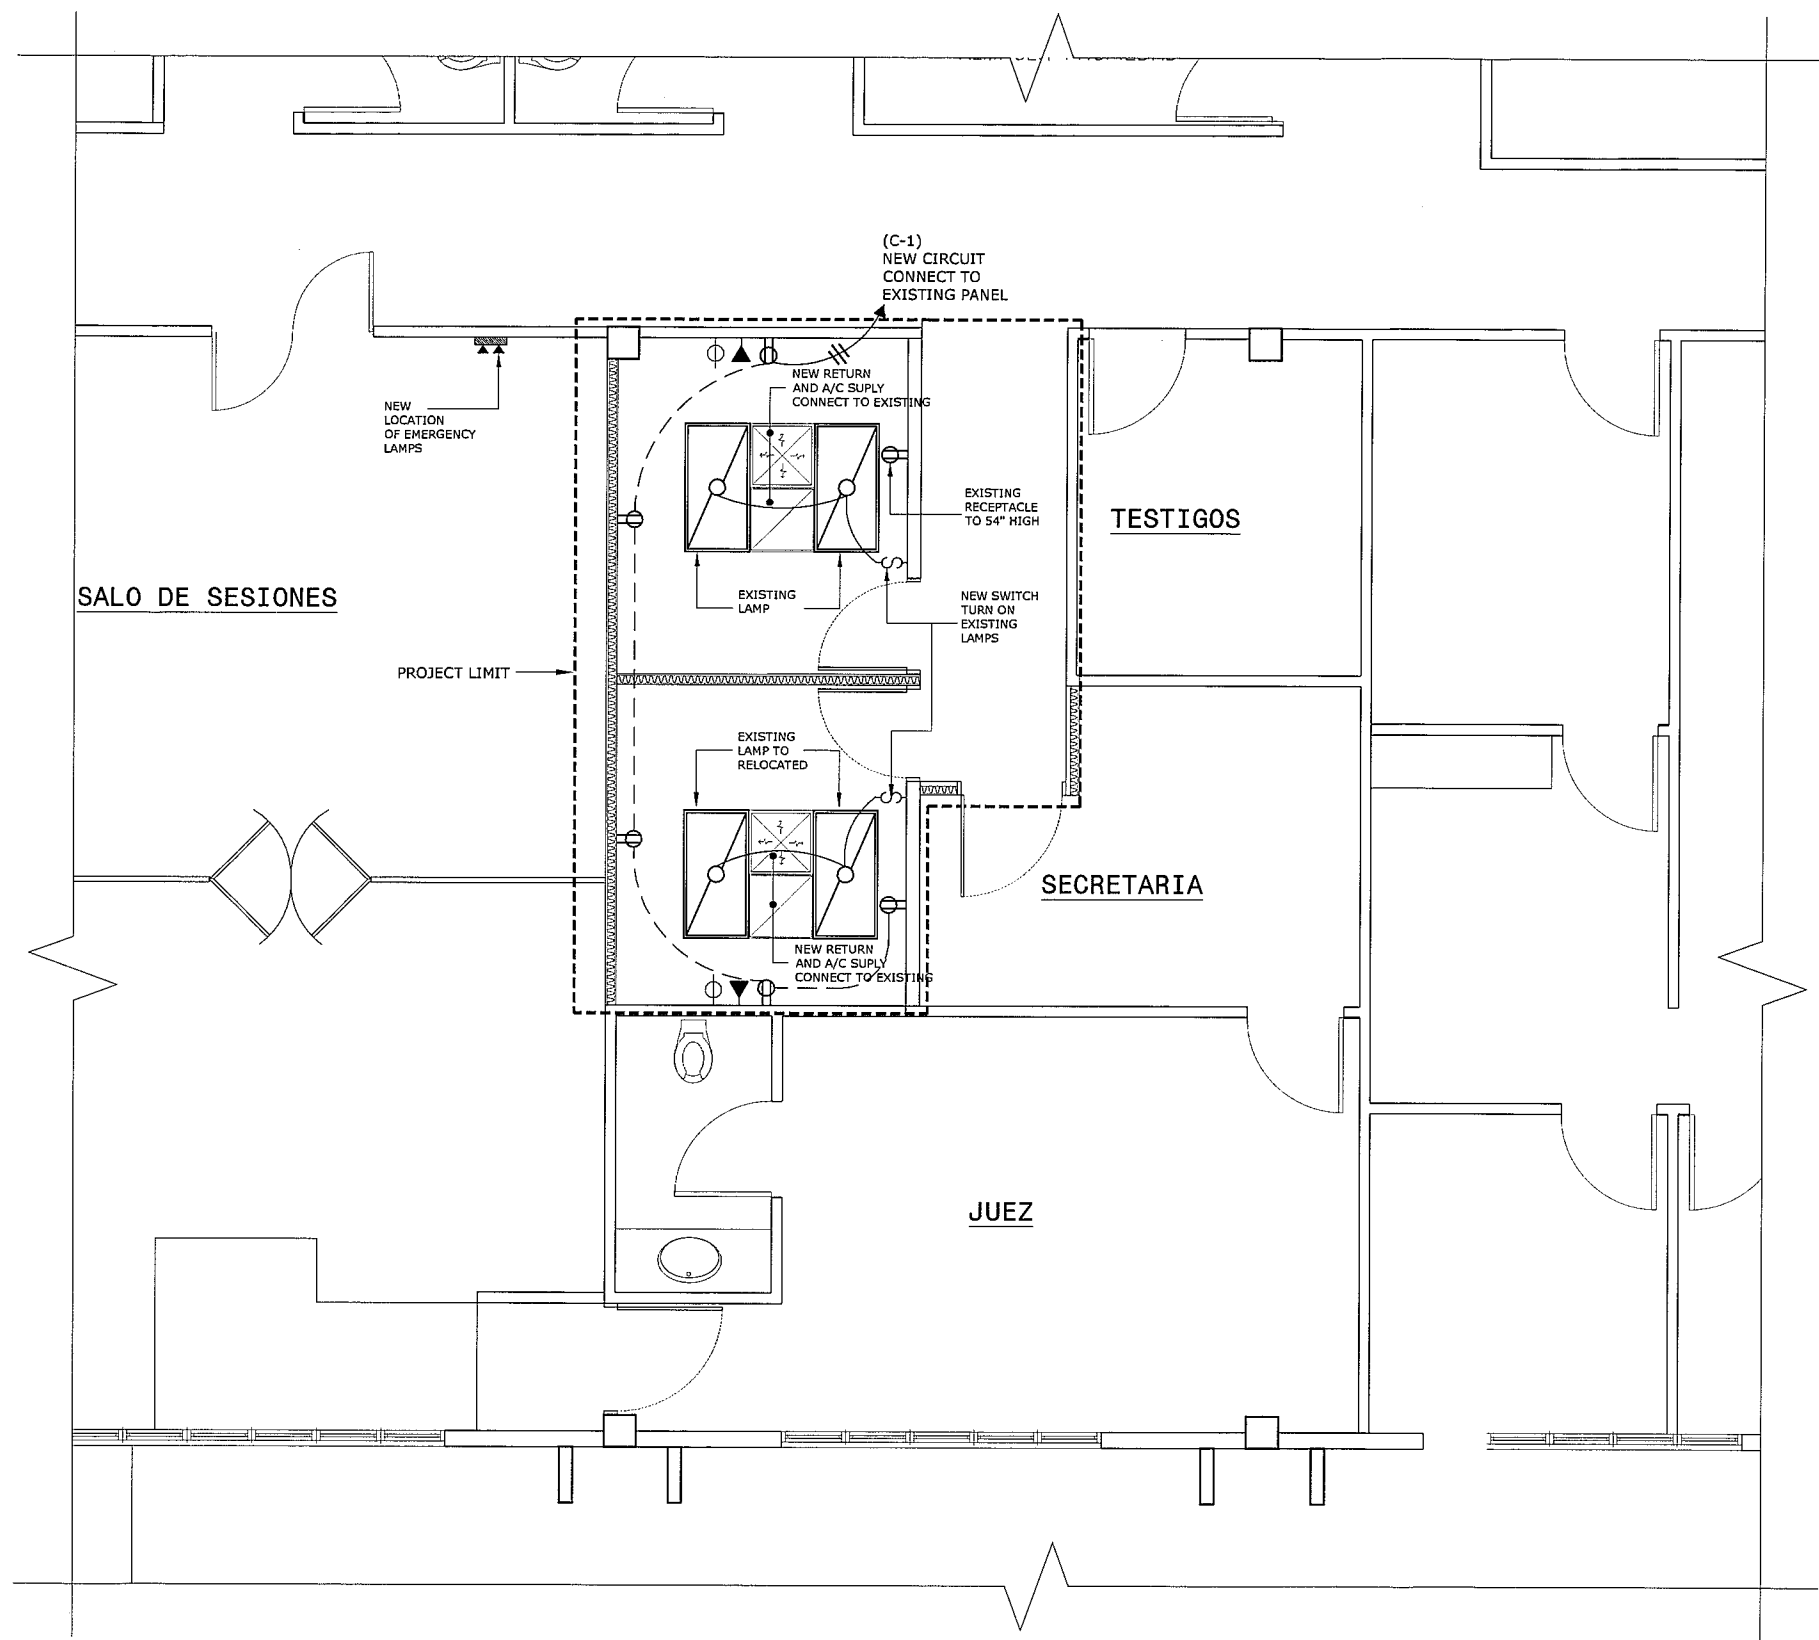 (C-1)
NEW CIRCUIT
CONNECT TO
EXISTING PANEL
NEW RETURN
AND A/C SUPLY
CONNECT TO EXISTING
NEW
LOCATION
OF EMERGENCY
LAMPS
EXISTING
RECEPTACLE
TO 54" HIGH
TESTIGOS
SALO DE SESIONES
EXISTING
LAMP
NEW SWITCH
TURN ON
EXISTING
LAMPS
PROJECT LIMIT
EXISTING
LAMP TO
RELOCATED
SECRETARIA
NEW RETURN
AND A/C SUPLY
CONNECT TO EXISTING
JUEZ